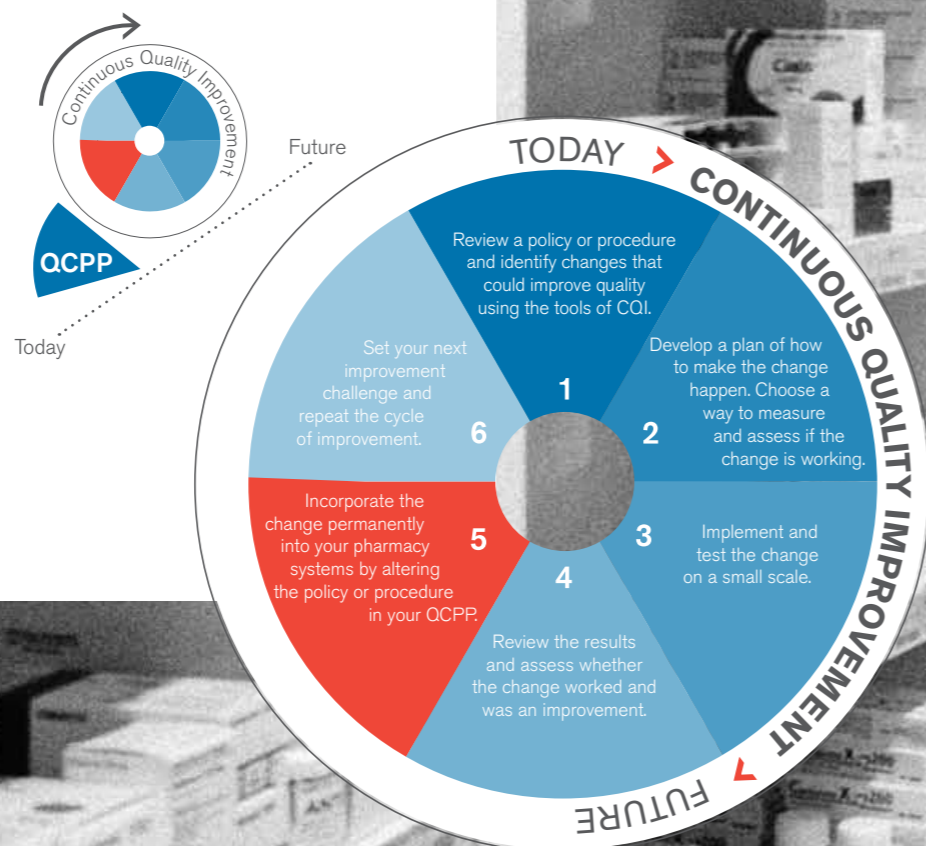 Continuous Quality Improvement
Future
QCPP
Today
TODAY > CONTINUOUS QUALITY IMPROVEMENT > FUTURE
Review a policy or procedure
and identify changes that
could improve quality
using the tools of CQI.
1
Develop a plan of how
to make the change
happen. Choose a
way to measure
and assess if the
change is working.
2
Implement and
test the change
on a small scale.
3
4
Review the results
and assess whether
the change worked and
was an improvement.
Incorporate the
change permanently
into your pharmacy
systems by altering
the policy or procedure
in your QCPP.
5
Set your next
improvement
challenge and
repeat the cycle
of improvement.
6